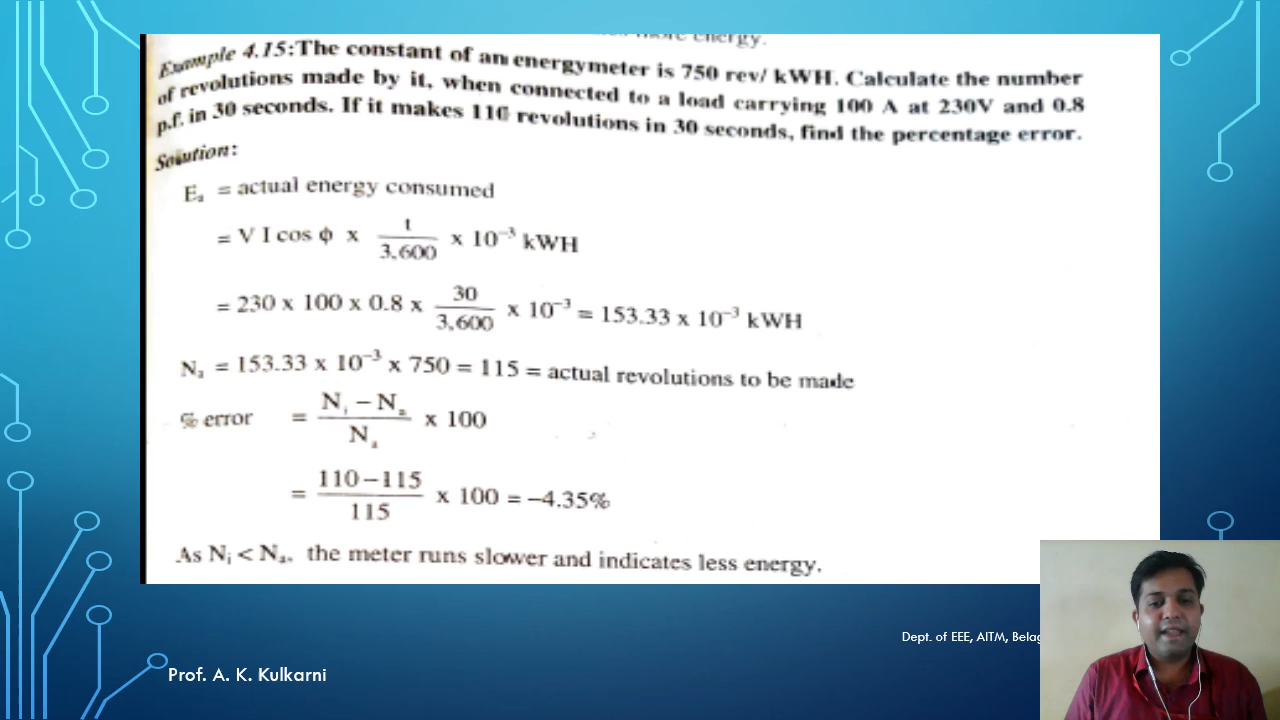 more energy.
Example 4.15:The constant of an energymeter is 750 rev/ kWH. Calculate the number
of revolutions made by it, when connected to a load carrying 100 A at 230V and 0.8
p.f. in 30 seconds. If it makes 110 revolutions in 30 seconds, find the percentage error.
Solution:
Eₐ = actual energy consumed
= V I cos ϕ x t/3,600 x 10⁻³ kWH
= 230 x 100 x 0.8 x 30/3,600 x 10⁻³ = 153.33 x 10⁻³ kWH
Nₐ = 153.33 x 10⁻³ x 750 = 115 = actual revolutions to be made
% error = Nᵢ – Nₐ/Nₐ x 100
= 110–115/115 x 100 = –4.35%
As Nᵢ < Nₐ, the meter runs slower and indicates less energy.
Dept. of EEE, AITM,
Prof. A. K. Kulkarni